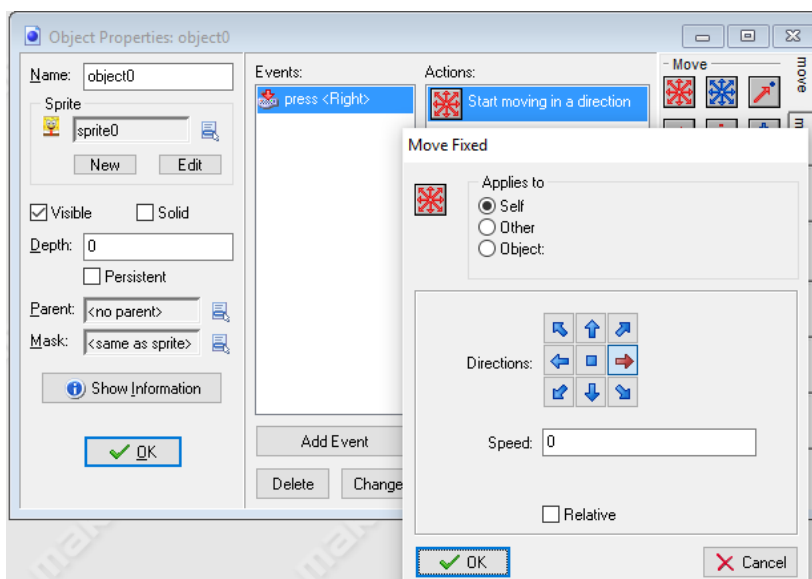 Object Properties: object0
Name: object0
Sprite
sprite0
New Edit
Visible Solid
Depth: 0
Persistent
Parent: <no parent>
Mask: <same as sprite>
Show Information
OK
Events:
press <Right>
Add Event
Delete Change
Actions:
Start moving in a direction
Move
move
Move Fixed
Applies to
Self
Other
Object:
Directions:
Speed: 0
Relative
OK Cancel